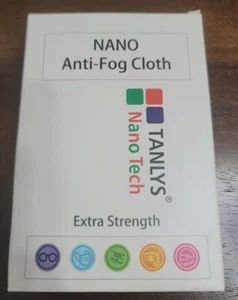 NANO
Anti-Fog Cloth
TANLYS®
Nano Tech
Extra Strength